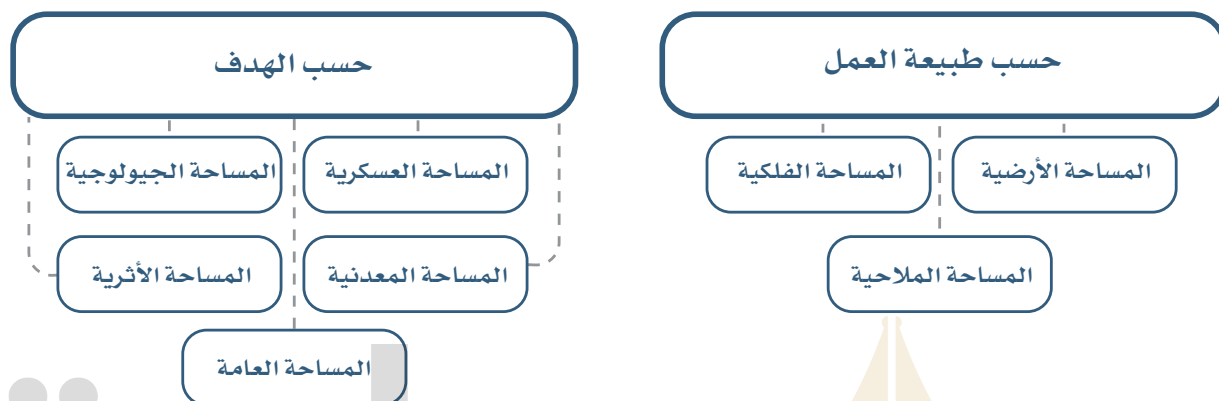 حسب طبيعة العمل
المساحة الأرضية
المساحة الفلكية
المساحة الملاحية
حسب الهدف
المساحة العسكرية
المساحة الجيولوجية
المساحة المعدنية
المساحة الأثرية
المساحة العامة